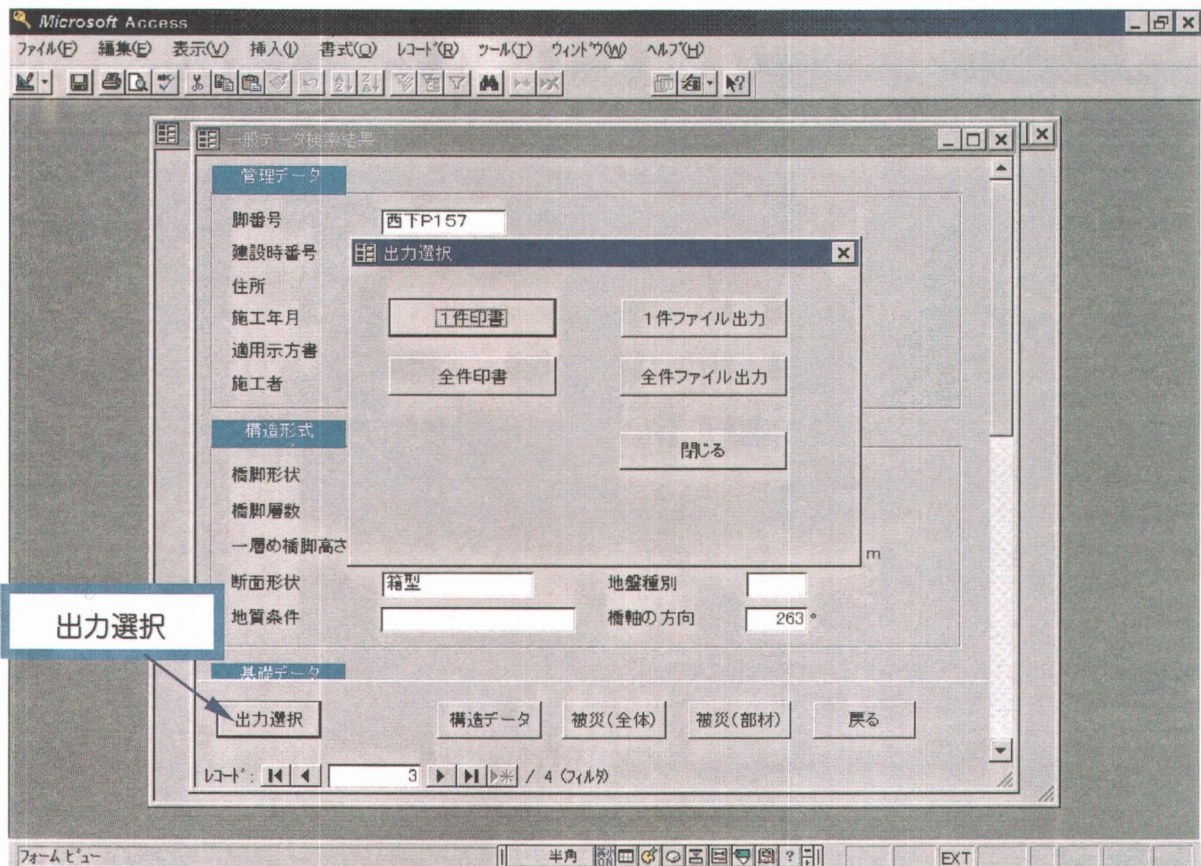 Microsoft Access
ファイル(F) 編集(E) 表示(V) 挿入(I) 書式(O) レコード(R) ツール(T) ウィンドウ(W) ヘルプ(H)
一般データ検索結果
管理データ
脚番号 西下P157
建設時番号
住所
施工年月
適用示方書
施工者
出力選択
1件印書 1件ファイル出力
全件印書 全件ファイル出力
閉じる
構造形式
橋脚形状
橋脚層数
一層め橋脚高さ m
断面形状 箱型 地盤種別
地質条件 橋軸の方向 263 °
出力選択
基礎データ
出力選択 構造データ 被災(全体) 被災(部材) 戻る
レコード: 3 / 4 (フィルタ)
フォーム ビュー 半角 EXT